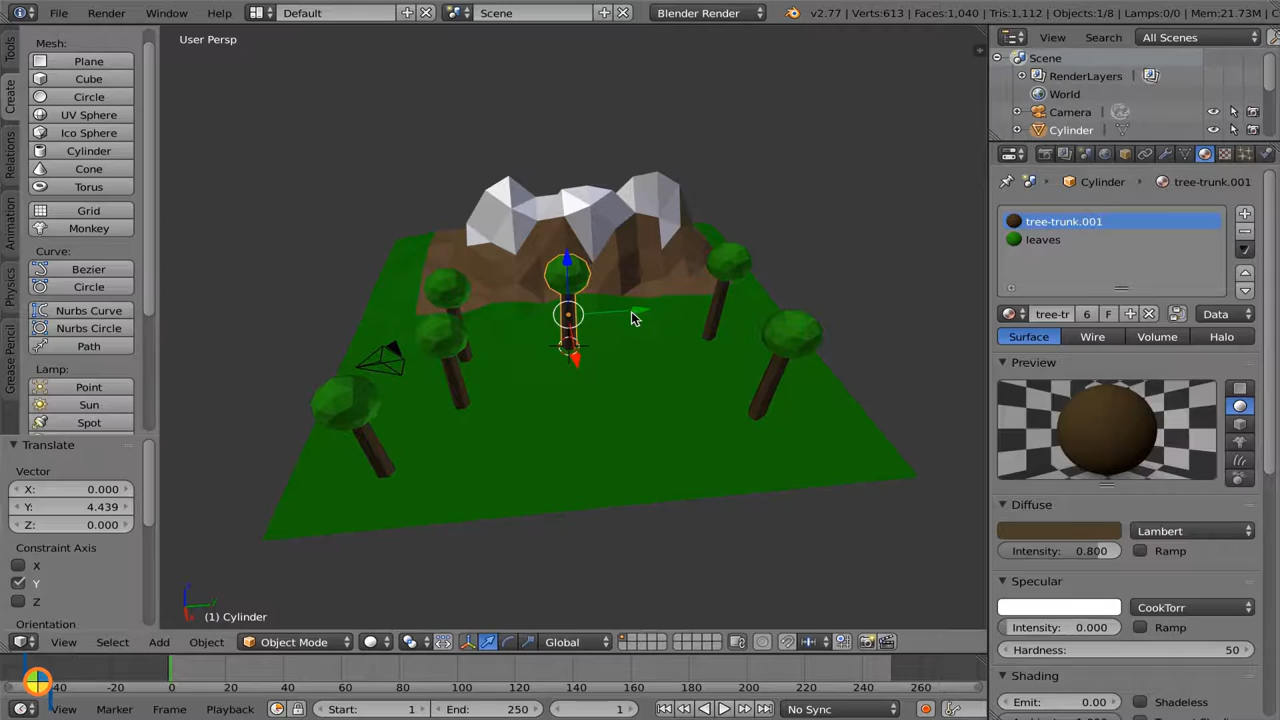 File Render Window Help Default Scene Blender Render v2.77 | Verts:613 | Faces:1,040 | Tris:1,112 | Objects:1/8 | Lamps:0/0 | Mem:21.73M |
Tools
Create
Relations
Animation
Physics
Grease Pencil
Mesh:
Plane
Cube
Circle
UV Sphere
Ico Sphere
Cylinder
Cone
Torus
Grid
Monkey
Curve:
Bezier
Circle
Nurbs Curve
Nurbs Circle
Path
Lamp:
Point
Sun
Spot
Translate
Vector
X: 0.000
Y: 4.439
Z: 0.000
Constraint Axis
X
Y
Z
Orientation
User Persp
(1) Cylinder
View Select Add Object Object Mode Global
-20 0 20 40 60 80 100 120 140 160 180 200 220 240 260
View Marker Frame Playback Start: 1 End: 250 1 No Sync
View Search All Scenes
Scene
RenderLayers
World
Camera
Cylinder
Cylinder tree-trunk.001
tree-trunk.001
leaves
tree-tr 6 F Data
Surface Wire Volume Halo
Preview
Diffuse
Lambert
Intensity: 0.800 Ramp
Specular
CookTorr
Intensity: 0.000 Ramp
Hardness: 50
Shading
Emit: 0.00 Shadeless